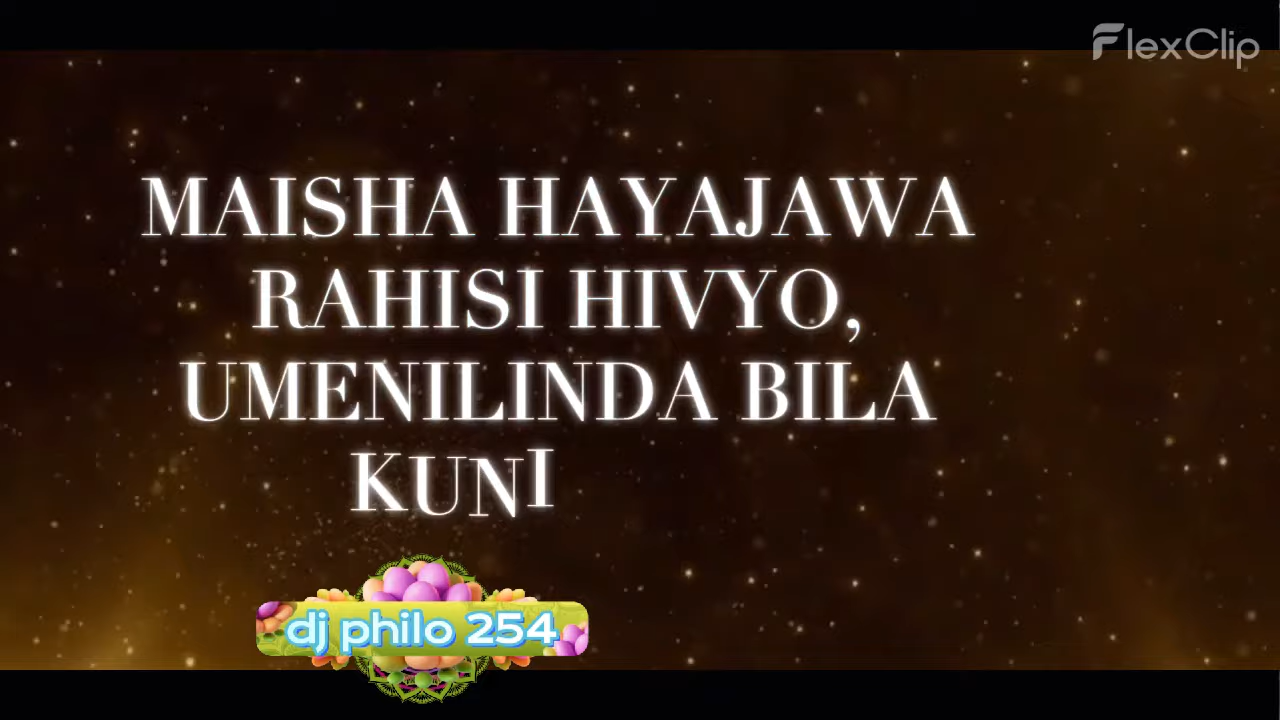 FlexClip
MAISHA HAYAJAWA
RAHISI HIVYO,
UMENILINDA BILA
KUNI
dj philo 254